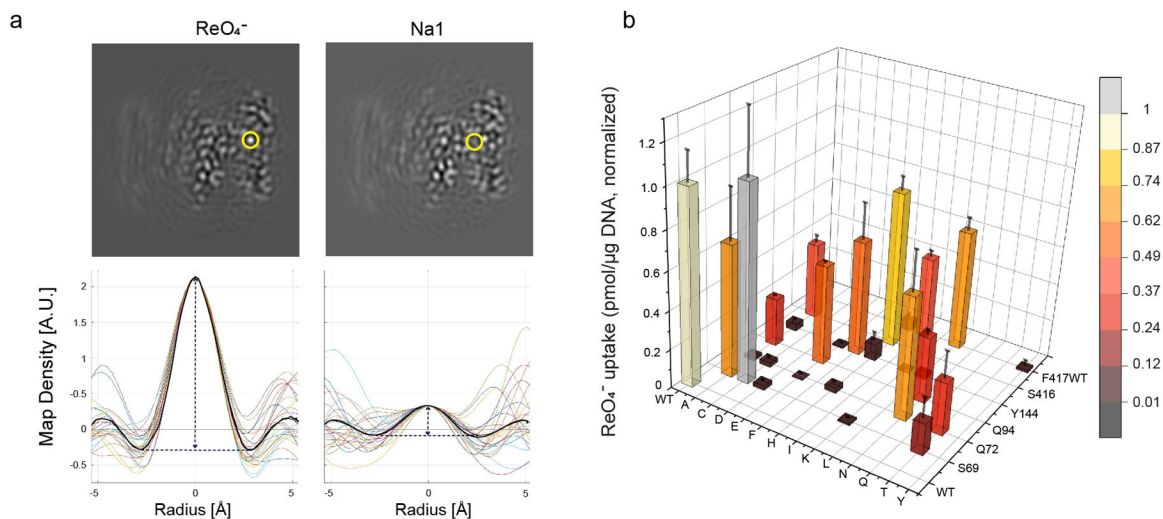 a
ReO₄⁻
Na1
Map Density [A.U.]
2
1
-0.5
0
-0.5
-5
0
5
Radius [Å]
-5
0
5
Radius [Å]
b
ReO₄⁻ uptake (pmol/µg DNA, normalized)
1.2
1.0
0.8
0.6
0.4
0.2
0
WT
A
C
D
E
F
H
I
K
L
N
Q
T
Y
WT
S69
Q72
Q94
Y144
S416
F417WT
1
0.87
0.74
0.62
0.49
0.37
0.24
0.12
0.01